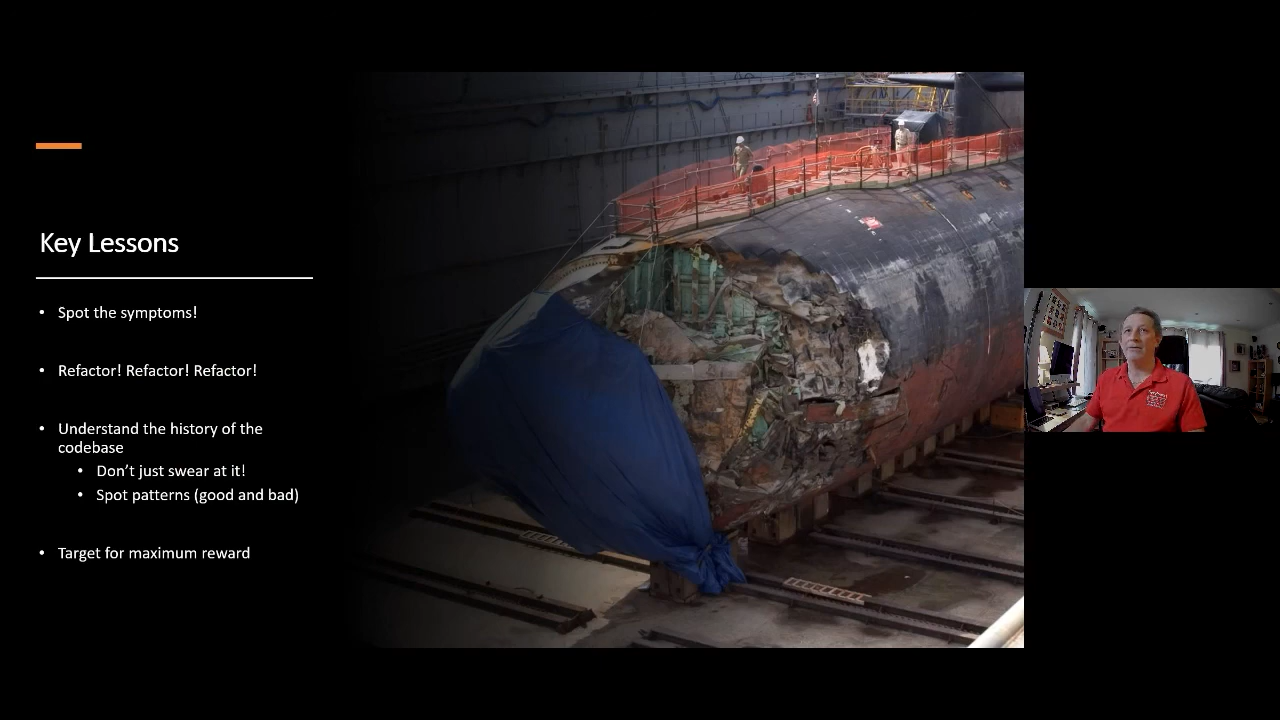 Key Lessons
• Spot the symptoms!
• Refactor! Refactor! Refactor!
• Understand the history of the
codebase
• Don't just swear at it!
• Spot patterns (good and bad)
• Target for maximum reward